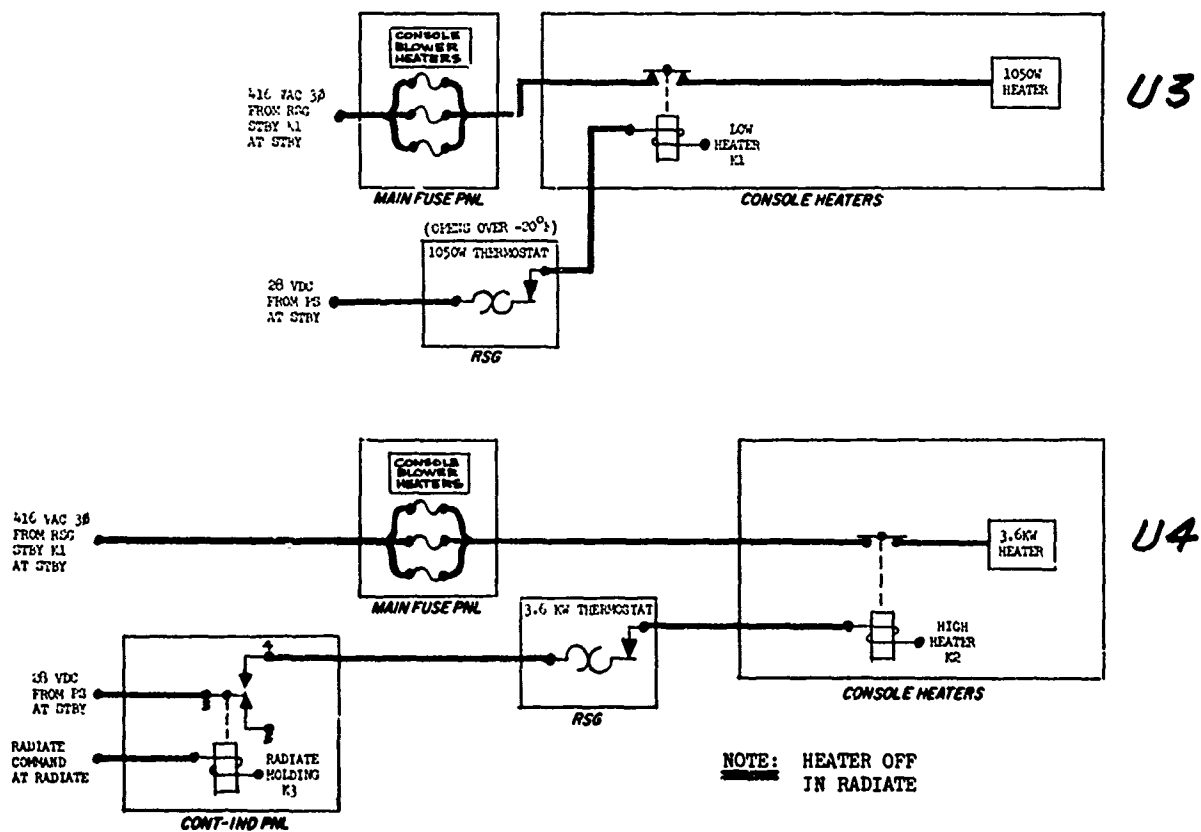 CONSOLE
BLOWER
HEATERS
416 VAC 3Ø
FROM RSG
STBY K1
AT STBY
MAIN FUSE PNL
1050W
HEATER
U3
LOW
HEATER
K1
CONSOLE HEATERS
(OPENS OVER -20°F)
1050W THERMOSTAT
28 VDC
FROM PS
AT STBY
RSG
CONSOLE
BLOWER
HEATERS
416 VAC 3Ø
FROM RSG
STBY K1
AT STBY
MAIN FUSE PNL
3.6KW
HEATER
U4
HIGH
HEATER
K2
CONSOLE HEATERS
3.6 KW THERMOSTAT
RSG
4
28 VDC
FROM PS
AT STBY
RADIATE
COMMAND
AT RADIATE
RADIATE
HOLDING
K3
CONT-IND PNL
NOTE: HEATER OFF
IN RADIATE